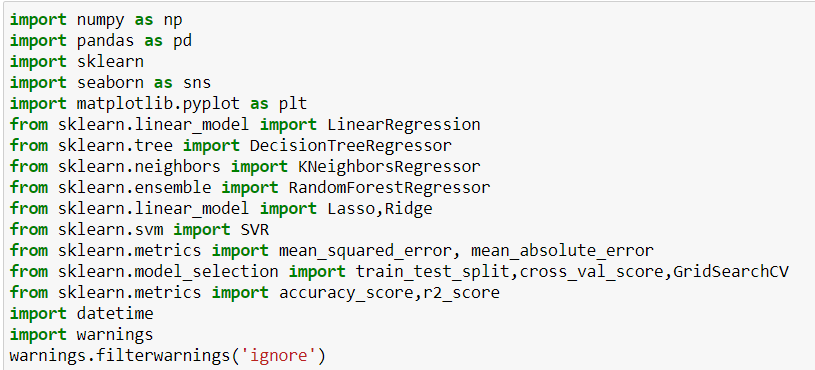 import numpy as np
import pandas as pd
import sklearn
import seaborn as sns
import matplotlib.pyplot as plt
from sklearn.linear_model import LinearRegression
from sklearn.tree import DecisionTreeRegressor
from sklearn.neighbors import KNeighborsRegressor
from sklearn.ensemble import RandomForestRegressor
from sklearn.linear_model import Lasso,Ridge
from sklearn.svm import SVR
from sklearn.metrics import mean_squared_error, mean_absolute_error
from sklearn.model_selection import train_test_split,cross_val_score,GridSearchCV
from sklearn.metrics import accuracy_score,r2_score
import datetime
import warnings
warnings.filterwarnings('ignore')